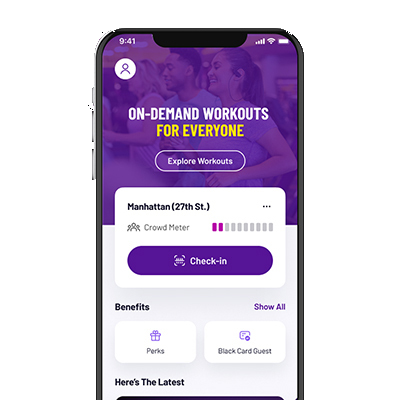 9:41
ON-DEMAND WORKOUTS
FOR EVERYONE
Explore Workouts
Manhattan (27th St.)
Crowd Meter
Check-in
Benefits Show All
Perks Black Card Guest
Here's The Latest